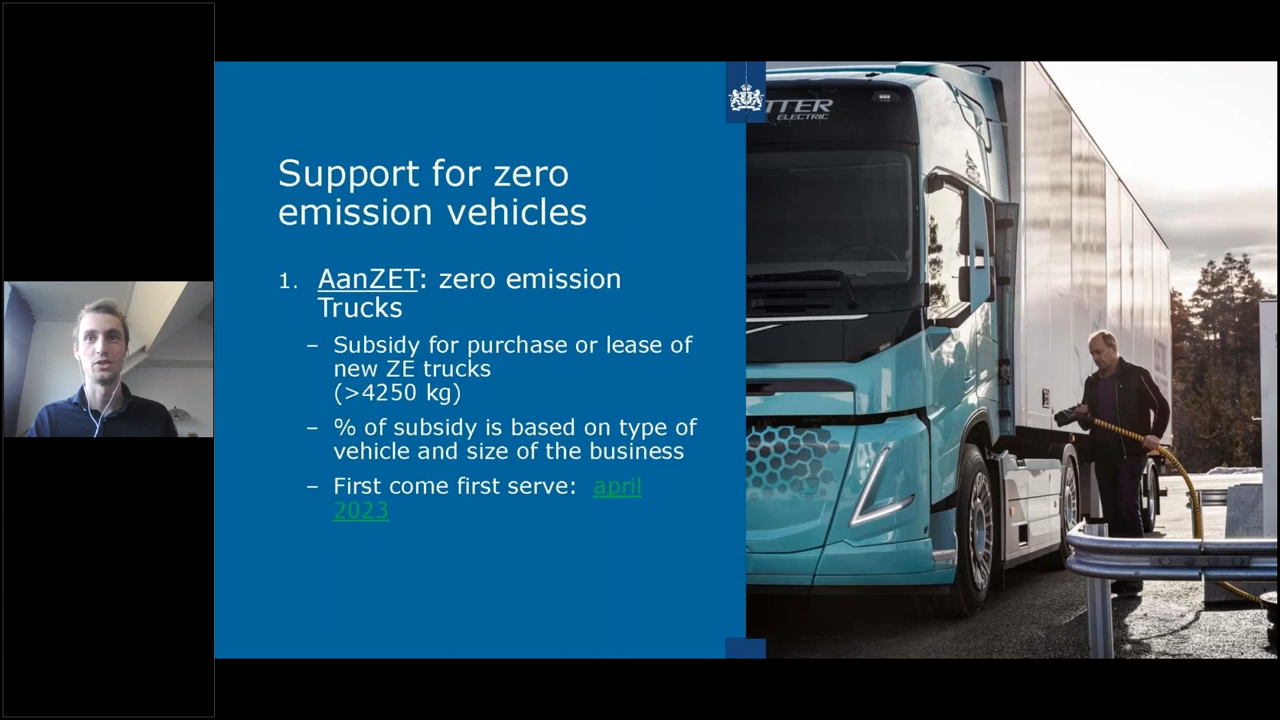 Support for zero
emission vehicles
1. AanZET: zero emission
Trucks
– Subsidy for purchase or lease of
new ZE trucks
(>4250 kg)
– % of subsidy is based on type of
vehicle and size of the business
– First come first serve: april
2023
TTER
ELECTRIC